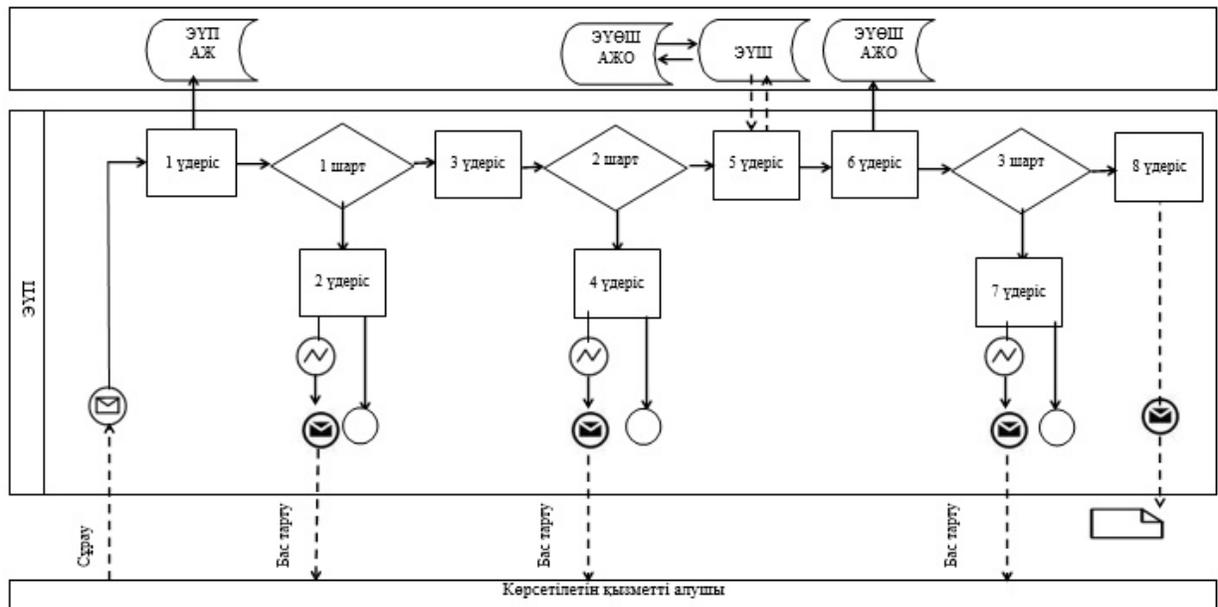 ЭҮП
АЖ
ЭҮӨШ
АЖО
ЭҮШ
ЭҮӨШ
АЖО
ЭҮП
1 үдеріс
1 шарт
3 үдеріс
2 шарт
5 үдеріс
6 үдеріс
3 шарт
8 үдеріс
2 үдеріс
4 үдеріс
7 үдеріс
Сұрау
Бас тарту
Бас тарту
Бас тарту
Көрсетілетін қызметті алушы